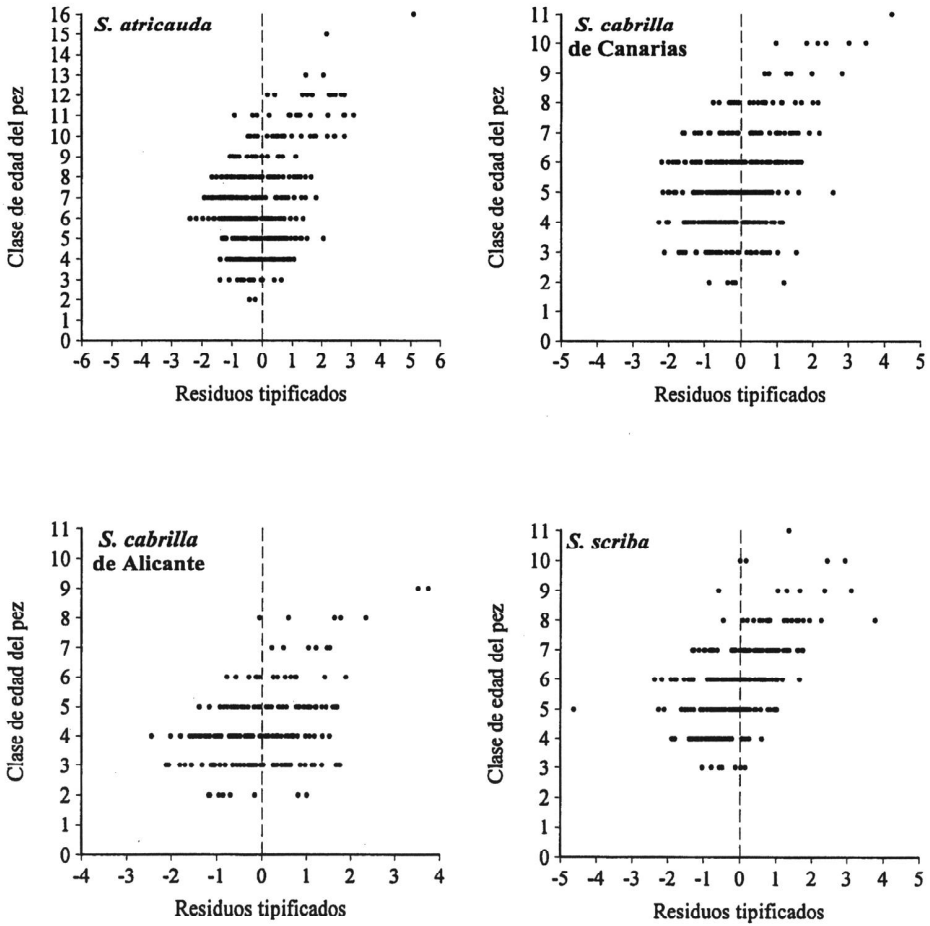 S. atricauda
Clase de edad del pez
16
15
14
13
12
11
10
9
8
7
6
5
4
3
2
1
0
-6 -5 -4 -3 -2 -1 0 1 2 3 4 5 6
Residuos tipificados
S. cabrilla
de Canarias
Clase de edad del pez
11
10
9
8
7
6
5
4
3
2
1
0
-5 -4 -3 -2 -1 0 1 2 3 4 5
Residuos tipificados
S. cabrilla
de Alicante
Clase de edad del pez
11
10
9
8
7
6
5
4
3
2
1
0
-4 -3 -2 -1 0 1 2 3 4
Residuos tipificados
S. scriba
Clase de edad del pez
11
10
9
8
7
6
5
4
3
2
1
0
-5 -4 -3 -2 -1 0 1 2 3 4 5
Residuos tipificados